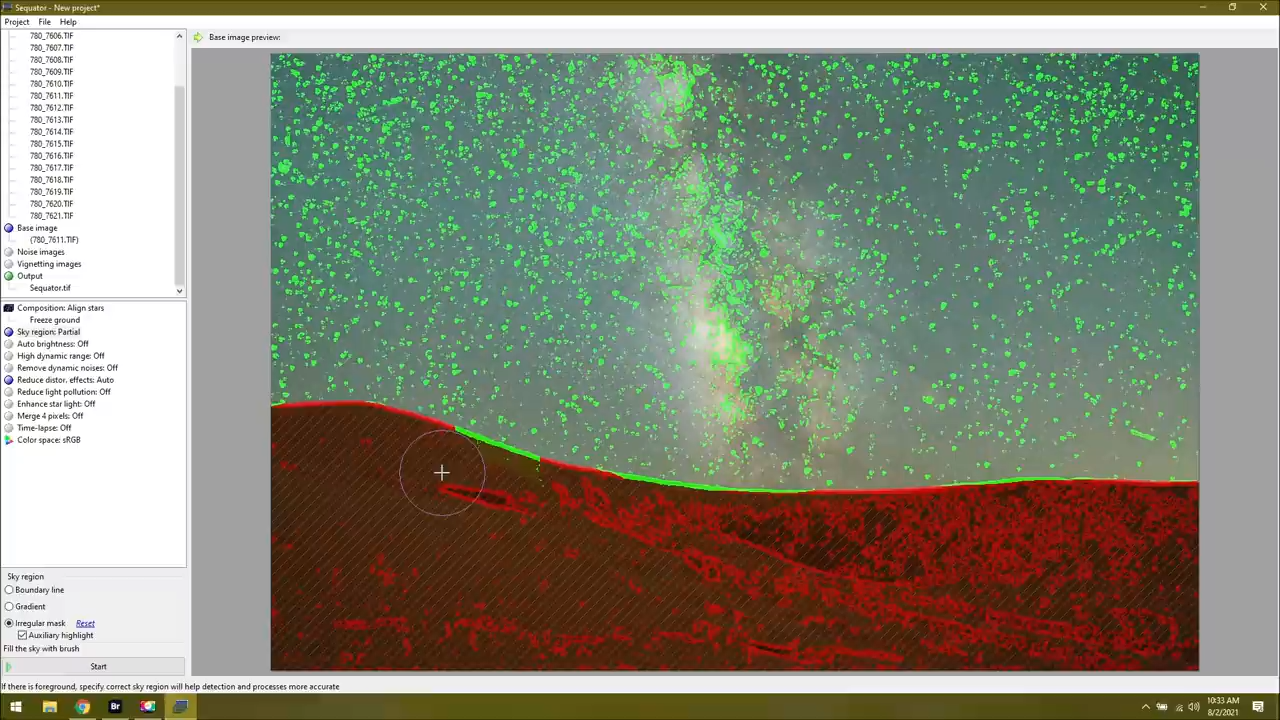 Sequator - New project*
Project File Help
780_7606.TIF
780_7607.TIF
780_7608.TIF
780_7609.TIF
780_7610.TIF
780_7611.TIF
780_7612.TIF
780_7613.TIF
780_7614.TIF
780_7615.TIF
780_7616.TIF
780_7617.TIF
780_7618.TIF
780_7619.TIF
780_7620.TIF
780_7621.TIF
Base image
(780_7611.TIF)
Noise images
Vignetting images
Output
Sequator.tif
Base image preview:
Composition: Align stars
Freeze ground
Sky region: Partial
Auto brightness: Off
High dynamic range: Off
Remove dynamic noises: Off
Reduce distor. effects: Auto
Reduce light pollution: Off
Enhance star light: Off
Merge 4 pixels: Off
Time-lapse: Off
Color space: sRGB
Sky region
Boundary line
Gradient
Irregular mask Reset
Auxiliary highlight
Fill the sky with brush
Start
If there is foreground, specify correct sky region will help detection and processes more accurate
Br
10:33 AM
8/2/2021